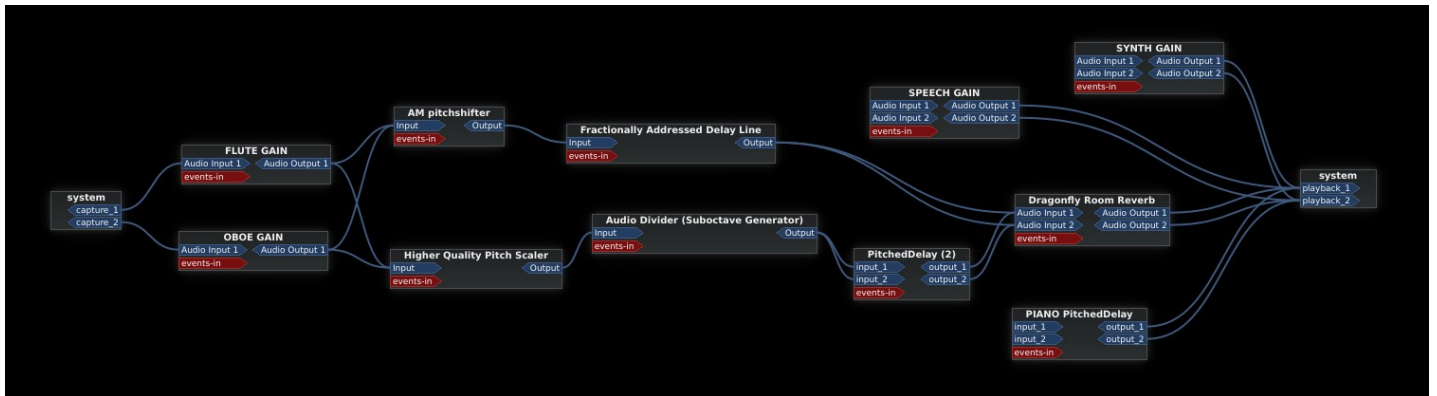 system
capture_1
capture_2
FLUTE GAIN
Audio Input 1 Audio Output 1
events-in
OBOE GAIN
Audio Input 1 Audio Output 1
events-in
AM pitchshifter
Input Output
events-in
Higher Quality Pitch Scaler
Input Output
events-in
Fractionally Addressed Delay Line
Input Output
events-in
Audio Divider (Suboctave Generator)
Input Output
events-in
PitchedDelay (2)
input_1 output_1
input_2 output_2
events-in
SPEECH GAIN
Audio Input 1 Audio Output 1
Audio Input 2 Audio Output 2
events-in
SYNTH GAIN
Audio Input 1 Audio Output 1
Audio Input 2 Audio Output 2
events-in
Dragonfly Room Reverb
Audio Input 1 Audio Output 1
Audio Input 2 Audio Output 2
events-in
PIANO PitchedDelay
input_1 output_1
input_2 output_2
events-in
system
playback_1
playback_2